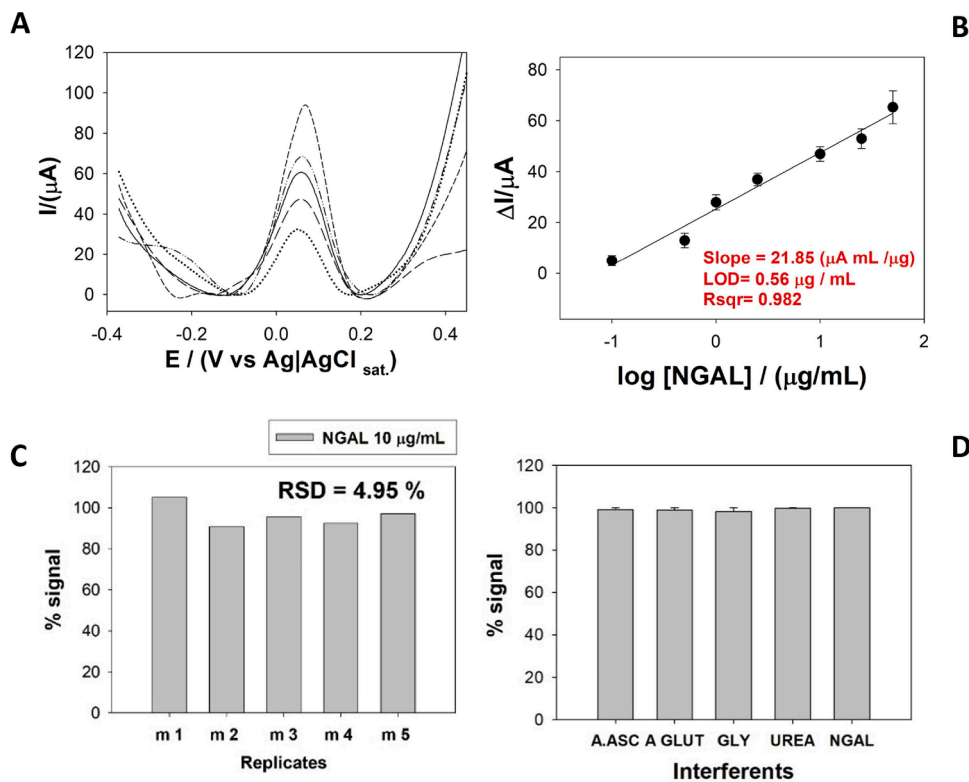 A
120
100
80
60
40
20
0
I/(μA)
-0.4
-0.2
0.0
0.2
0.4
E / (V vs Ag|AgCl sat.)
B
80
60
40
20
0
ΔI/μA
Slope = 21.85 (μA mL /μg)
LOD= 0.56 μg / mL
Rsqr= 0.982
-1
0
1
2
log [NGAL] / (μg/mL)
C
NGAL 10 μg/mL
120
100
80
60
40
20
0
% signal
RSD = 4.95 %
m 1
m 2
m 3
m 4
m 5
Replicates
D
120
100
80
60
40
20
0
% signal
A.ASC
A GLUT
GLY
UREA
NGAL
Interferents